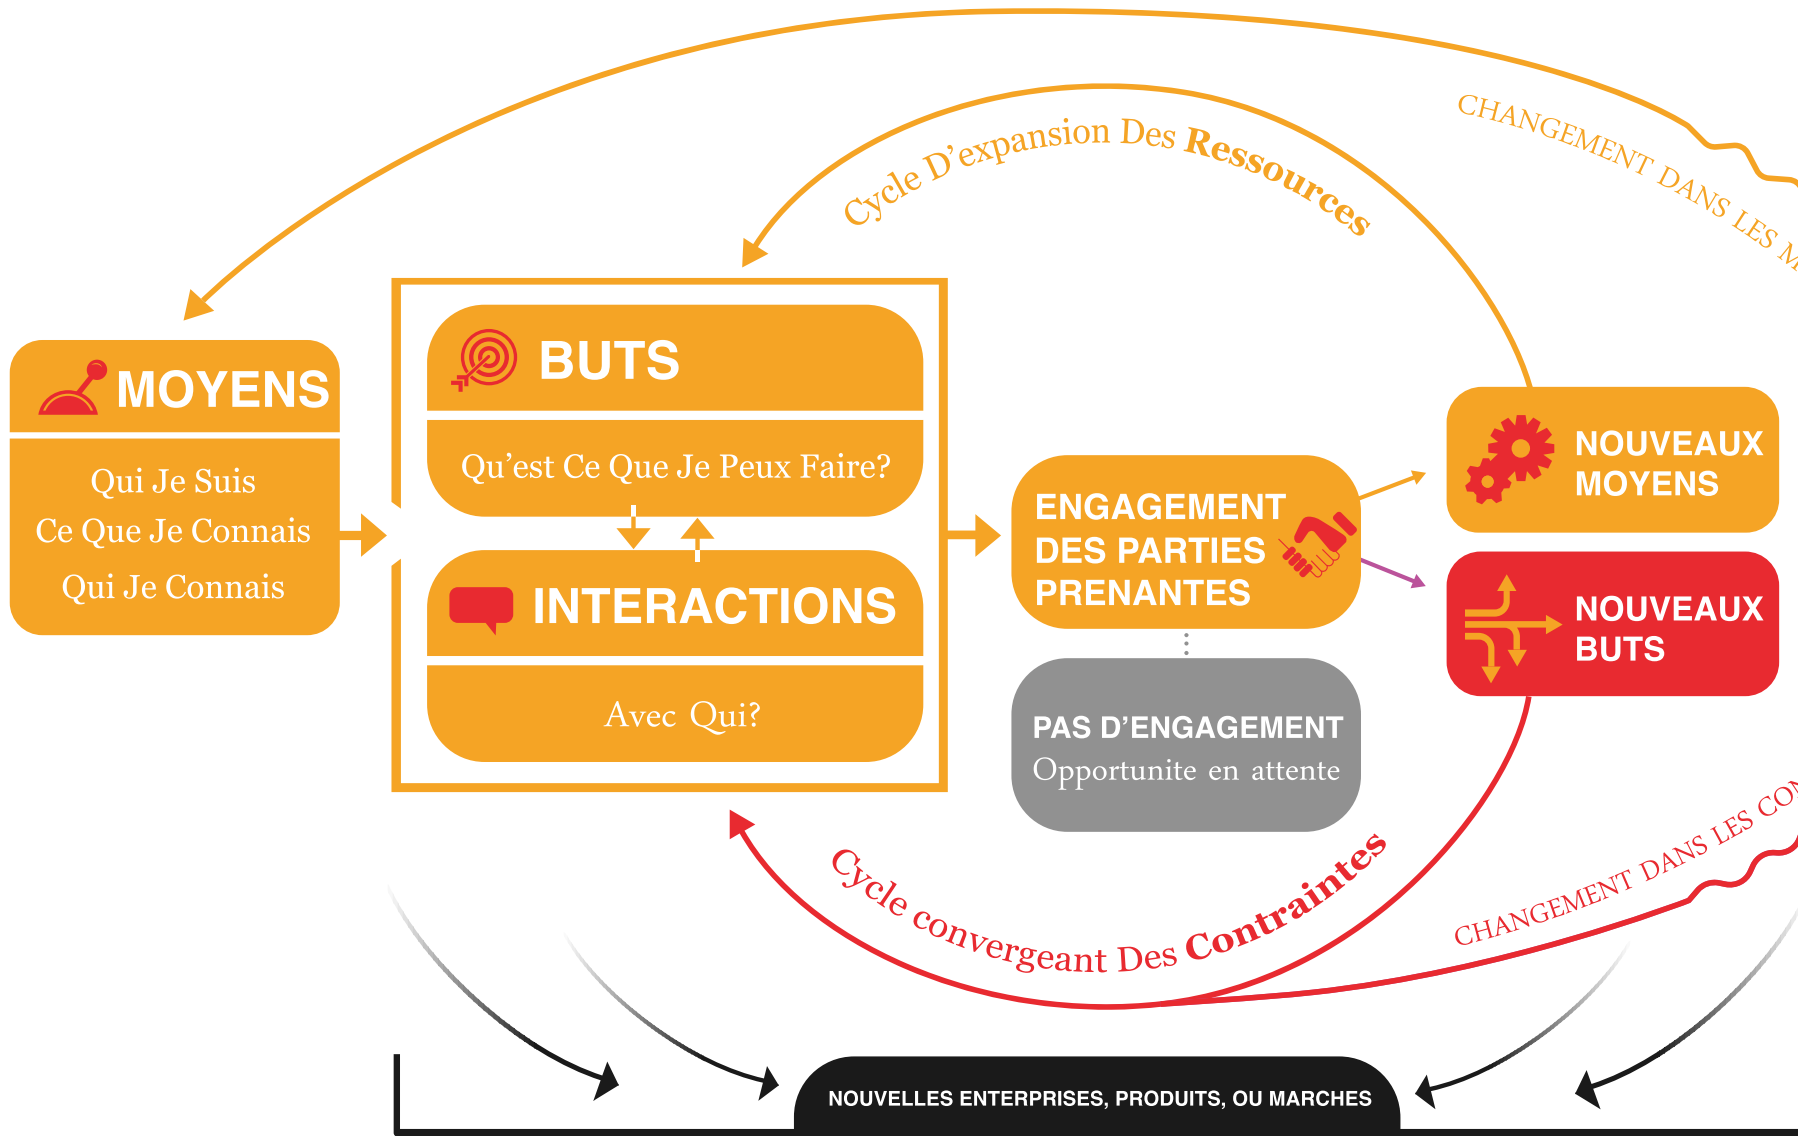 CHANGEMENT DANS LES M
Cycle D'expansion Des Ressources
MOYENS
Qui Je Suis
Ce Que Je Connais
Qui Je Connais
BUTS
Qu'est Ce Que Je Peux Faire?
INTERACTIONS
Avec Qui?
ENGAGEMENT
DES PARTIES
PRENANTES
PAS D'ENGAGEMENT
Opportunite en attente
NOUVEAUX
MOYENS
NOUVEAUX
BUTS
Cycle convergeant Des Contraintes
CHANGEMENT DANS LES CON
NOUVELLES ENTERPRISES, PRODUITS, OU MARCHES